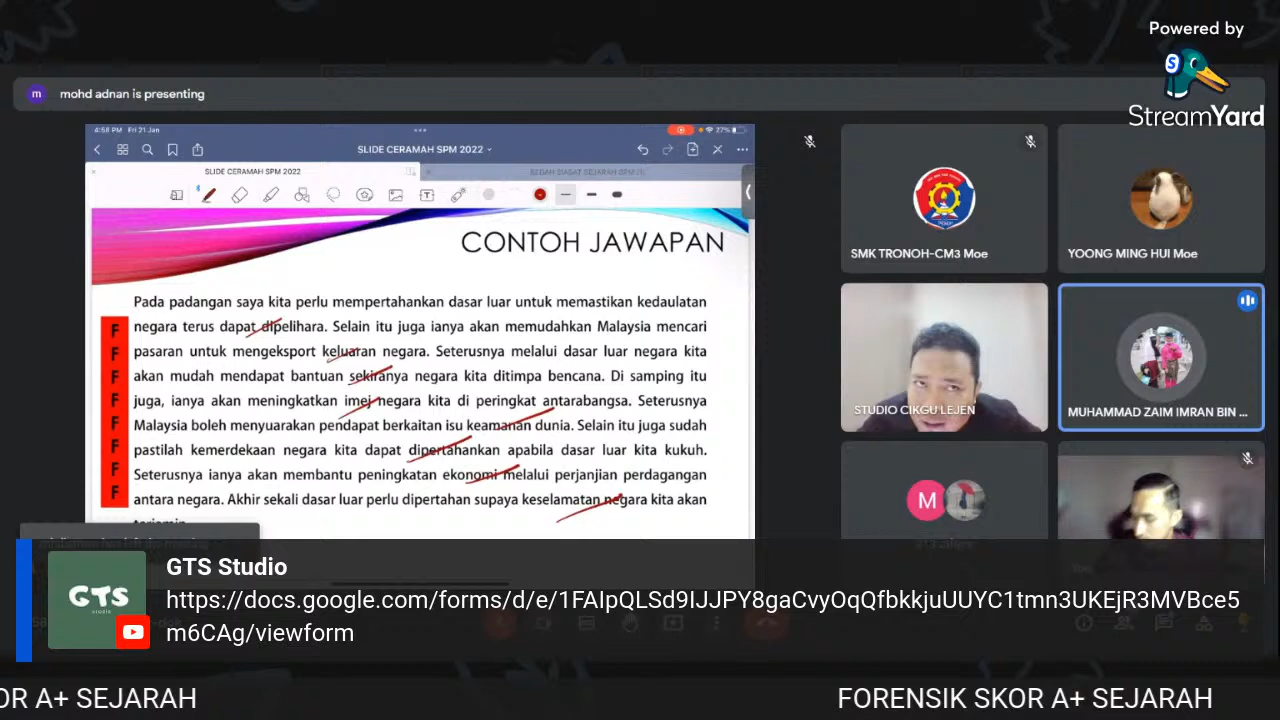 Powered by
StreamYard
m
mohd adnan is presenting
4:58 PM Fri 21 Jan
27%
SLIDE CERAMAH SPM 2022
SLIDE CERAMAH SPM 2022
CONTOH JAWAPAN
Pada padangan saya kita perlu mempertahankan dasar luar untuk memastikan kedaulatan
F negara terus dapat dipelihara. Selain itu juga ianya akan memudahkan Malaysia mencari
F pasaran untuk mengeksport keluaran negara. Seterusnya melalui dasar luar negara kita
F akan mudah mendapat bantuan sekiranya negara kita ditimpa bencana. Di samping itu
F juga, ianya akan meningkatkan imej negara kita di peringkat antarabangsa. Seterusnya
F Malaysia boleh menyuarakan pendapat berkaitan isu keamanan dunia. Selain itu juga sudah
F pastilah kemerdekaan negara kita dapat dipertahankan apabila dasar luar kita kukuh.
F Seterusnya ianya akan membantu peningkatan ekonomi melalui perjanjian perdagangan
F antara negara. Akhir sekali dasar luar perlu dipertahan supaya keselamatan negara kita akan
SMK TRONOH-CM3 Moe
YOONG MING HUI Moe
STUDIO CIKGU LEJEN
MUHAMMAD ZAIM IMRAN BIN ...
M
GTS
studio
GTS Studio
https://docs.google.com/forms/d/e/1FAIpQLSd9IJJPY8gaCvyOqQfbkkjuUUYC1tmn3UKEjR3MVBce5
m6CAg/viewform
OR A+ SEJARAH
FORENSIK SKOR A+ SEJARAH